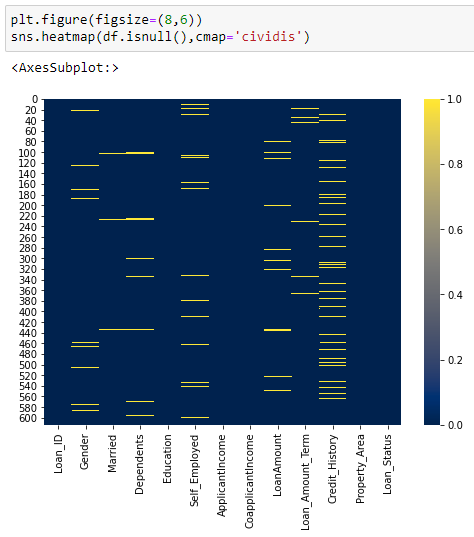 plt.figure(figsize=(8,6))
sns.heatmap(df.isnull(),cmap='cividis')
<AxesSubplot:>
0
20
40
60
80
100
120
140
160
180
200
220
240
260
280
300
320
340
360
380
400
420
440
460
480
500
520
540
560
580
600
1.0
0.8
0.6
0.4
0.2
0.0
Loan_ID
Gender
Married
Dependents
Education
Self_Employed
ApplicantIncome
CoapplicantIncome
LoanAmount
Loan_Amount_Term
Credit_History
Property_Area
Loan_Status